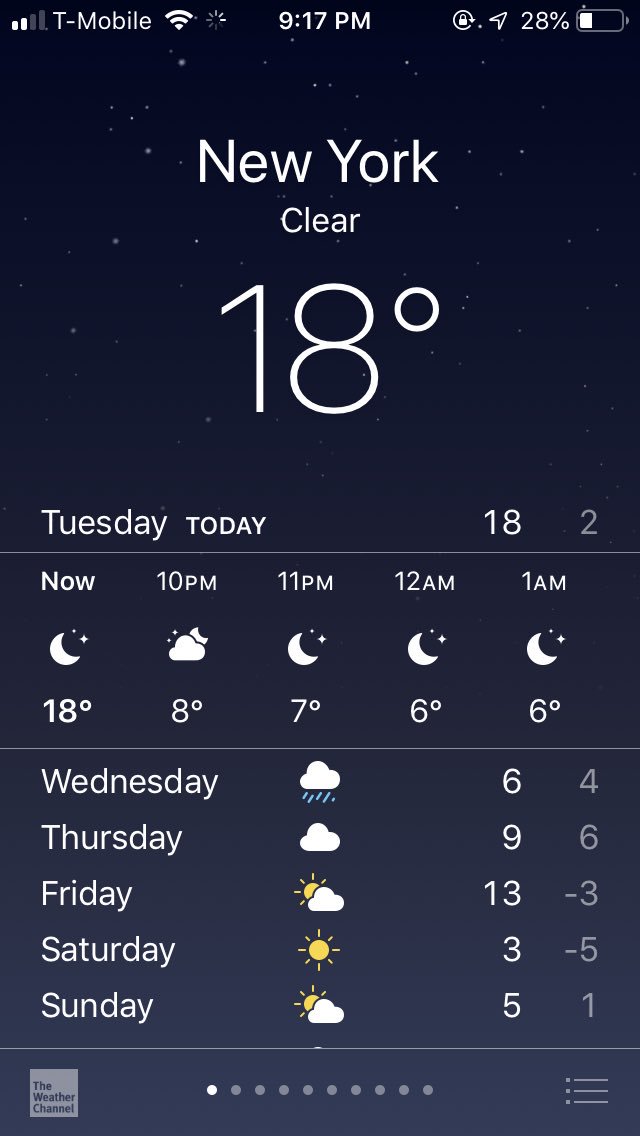 T-Mobile 9:17 PM 28%
New York
Clear
18°
Tuesday TODAY 18 2
Now 10PM 11PM 12AM 1AM
18° 8° 7° 6° 6°
Wednesday 6 4
Thursday 9 6
Friday 13 -3
Saturday 3 -5
Sunday 5 1
The
Weather
Channel